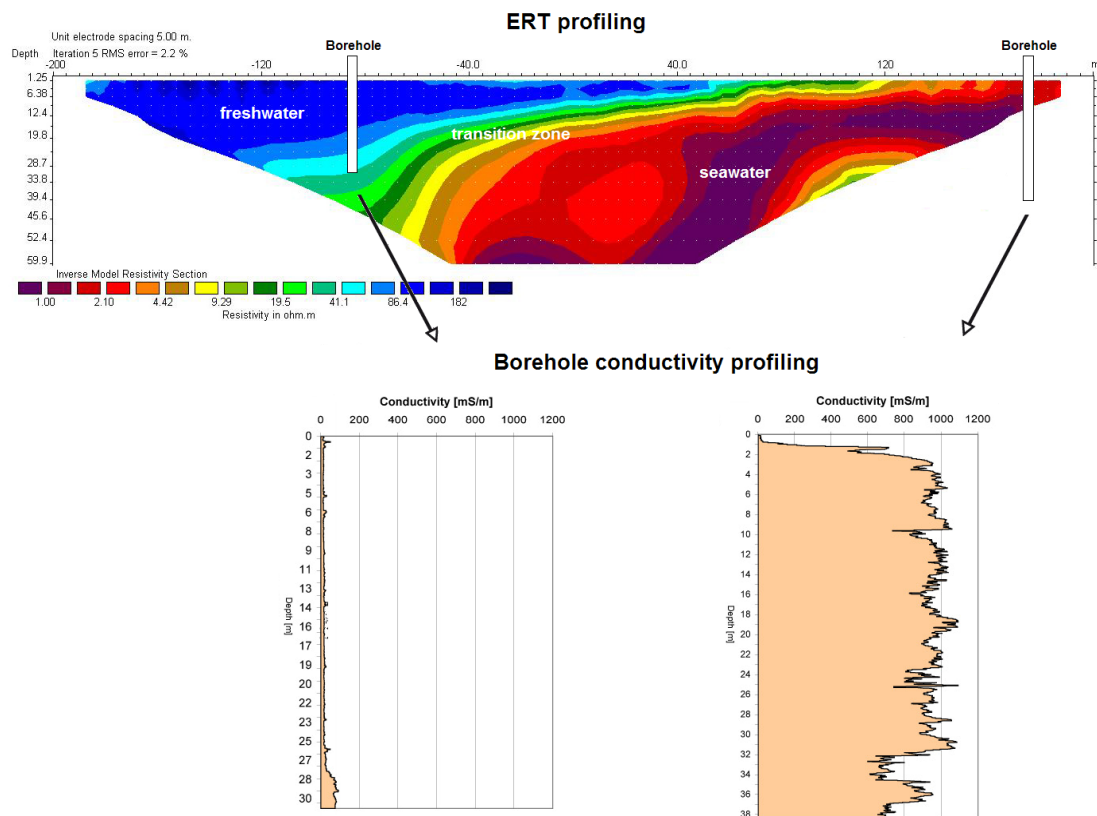 ERT profiling
Unit electrode spacing 5.00 m.
Depth Iteration 5 RMS error = 2.2 %
Borehole
Borehole
-200 -120 -40.0 40.0 120 m
1.25
6.38
12.4
19.8
28.7
33.8
39.4
45.6
52.4
59.9
freshwater
transition zone
seawater
Inverse Model Resistivity Section
1.00 2.10 4.42 9.29 19.5 41.1 86.4 182
Resistivity in ohm.m
Borehole conductivity profiling
Conductivity [mS/m]
0 200 400 600 800 1000 1200
0
2
3
5
6
8
9
11
13
14
16
17
19
20
22
23
25
27
28
30
Depth [m]
Conductivity [mS/m]
0 200 400 600 800 1000 1200
0
2
4
6
8
10
12
14
16
18
20
22
24
26
28
30
32
34
36
38
Depth [m]